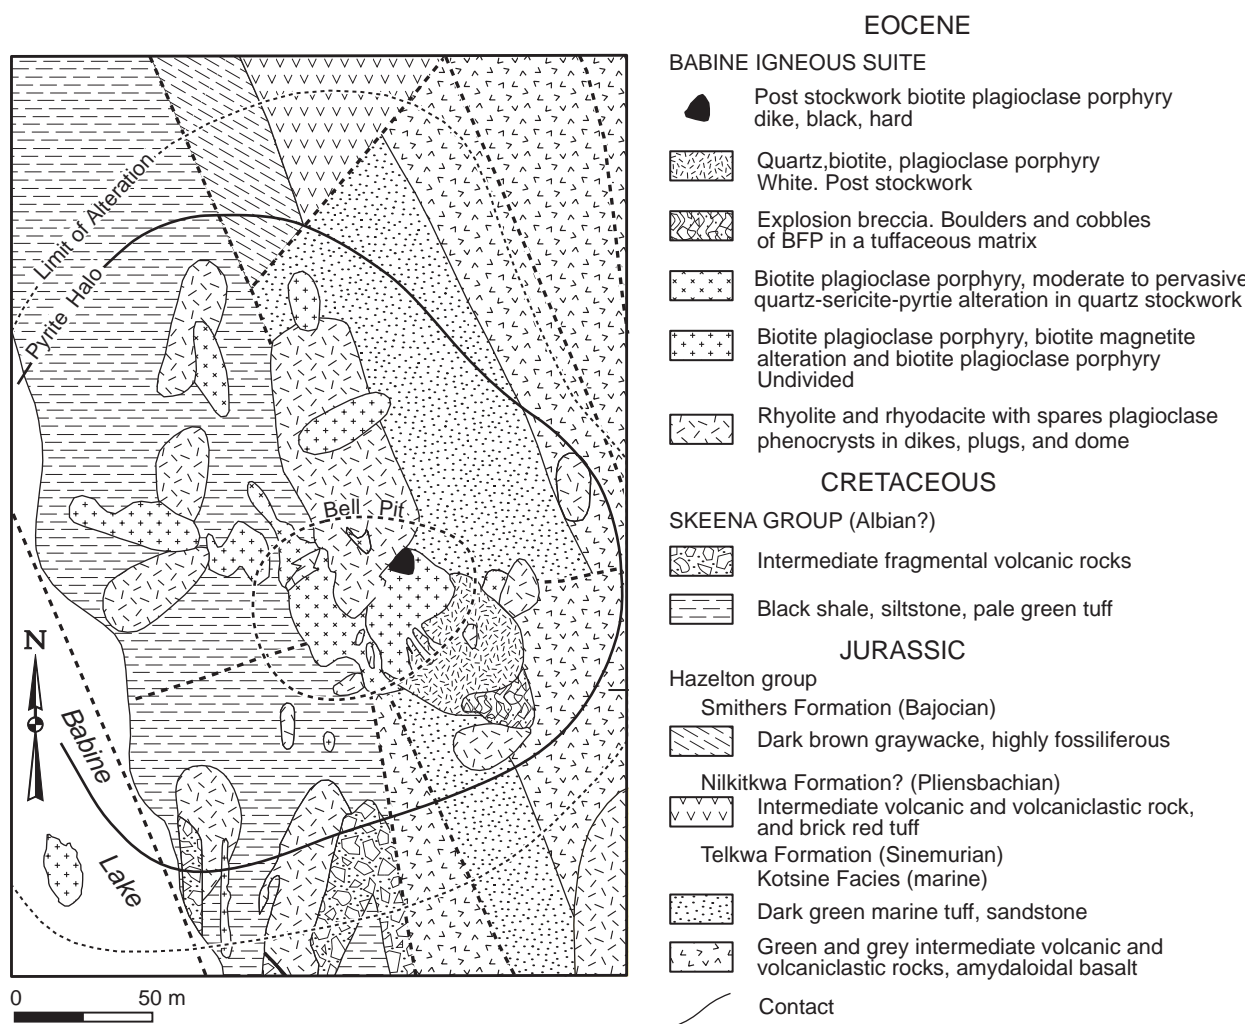 Limit of Alteration
Pyrite Halo
Bell Pit
N
Babine
Lake
0 50 m
EOCENE
BABINE IGNEOUS SUITE
Post stockwork biotite plagioclase porphyry
dike, black, hard
Quartz,biotite, plagioclase porphyry
White. Post stockwork
Explosion breccia. Boulders and cobbles
of BFP in a tuffaceous matrix
Biotite plagioclase porphyry, moderate to pervasive
quartz-sericite-pyrtie alteration in quartz stockwork
Biotite plagioclase porphyry, biotite magnetite
alteration and biotite plagioclase porphyry
Undivided
Rhyolite and rhyodacite with spares plagioclase
phenocrysts in dikes, plugs, and dome
CRETACEOUS
SKEENA GROUP (Albian?)
Intermediate fragmental volcanic rocks
Black shale, siltstone, pale green tuff
JURASSIC
Hazelton group
Smithers Formation (Bajocian)
Dark brown graywacke, highly fossiliferous
Nilkitkwa Formation? (Pliensbachian)
Intermediate volcanic and volcaniclastic rock,
and brick red tuff
Telkwa Formation (Sinemurian)
Kotsine Facies (marine)
Dark green marine tuff, sandstone
Green and grey intermediate volcanic and
volcaniclastic rocks, amydaloidal basalt
Contact